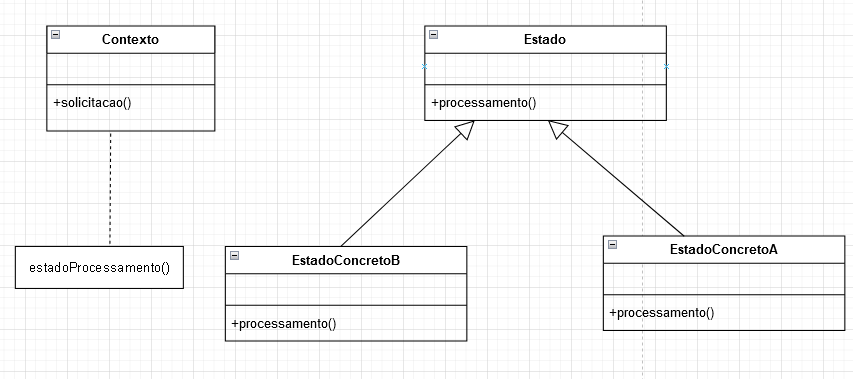 Contexto
+solicitacao()
Estado
+processamento()
estadoProcessamento()
EstadoConcretoB
+processamento()
EstadoConcretoA
+processamento()